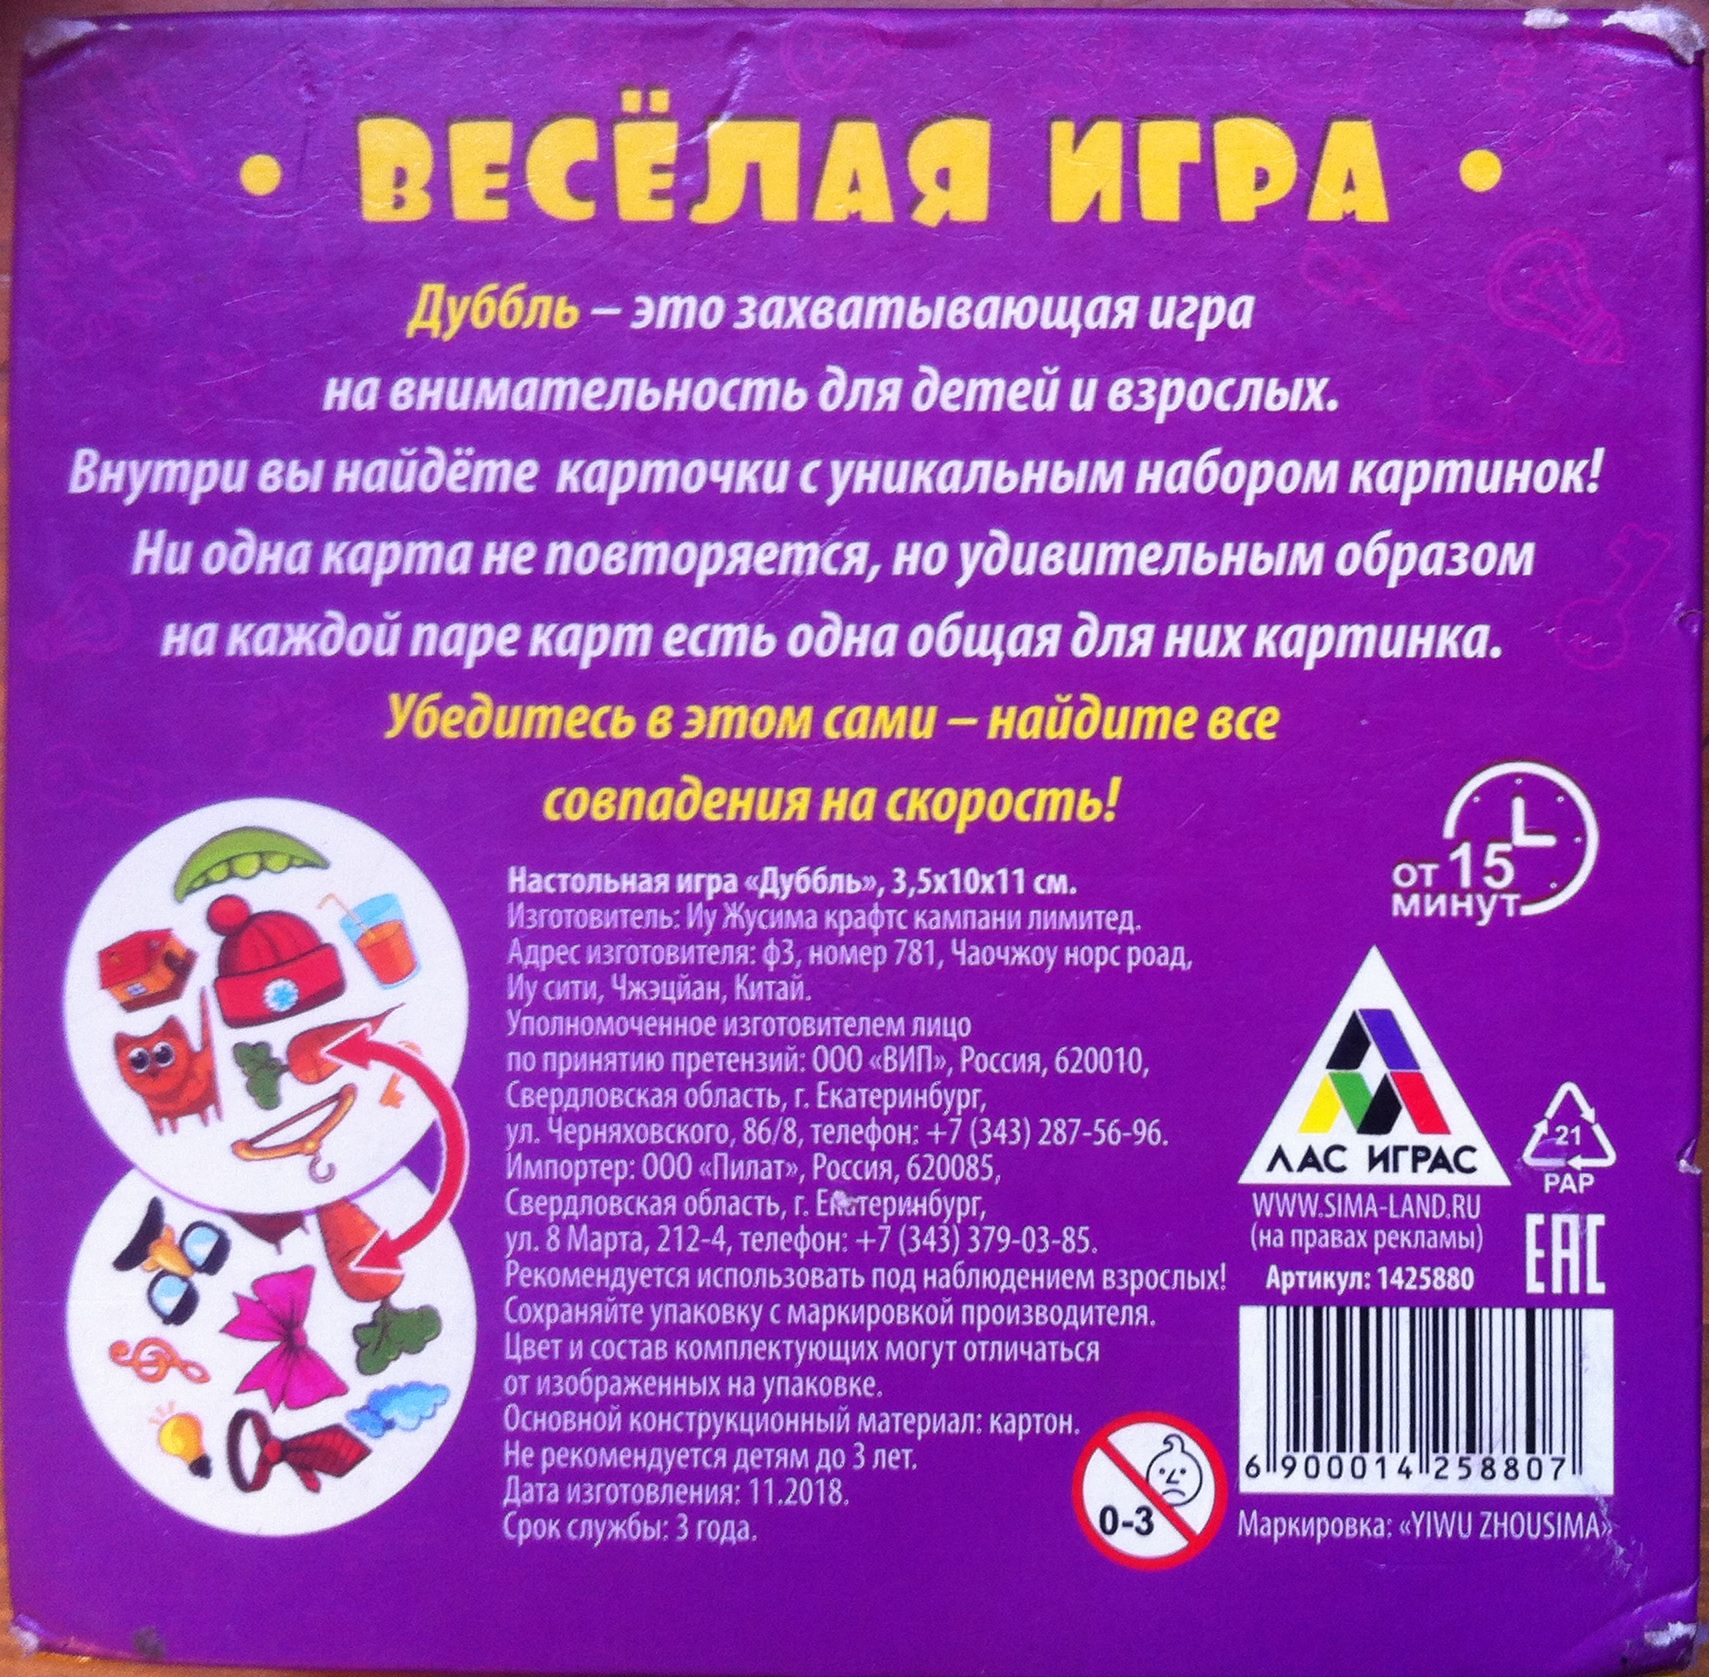 • ВЕСЁЛАЯ ИГРА •
Дуббль – это захватывающая игра
на внимательность для детей и взрослых.
Внутри вы найдёте карточки с уникальным набором картинок!
Ни одна карта не повторяется, но удивительным образом
на каждой паре карт есть одна общая для них картинка.
Убедитесь в этом сами – найдите все
совпадения на скорость!
от 15
минут
Настольная игра «Дуббль», 3,5х10х11 см.
Изготовитель: Иу Жусима крафтс кампани лимитед.
Адрес изготовителя: ф3, номер 781, Чаочжоу норс роад,
Иу сити, Чжэцйан, Китай.
Уполномоченное изготовителем лицо
по принятию претензий: ООО «ВИП», Россия, 620010,
Свердловская область, г. Екатеринбург,
ул. Черняховского, 86/8, телефон: +7 (343) 287-56-96.
Импортер: ООО «Пилат», Россия, 620085,
Свердловская область, г. Екатеринбург,
ул. 8 Марта, 212-4, телефон: +7 (343) 379-03-85.
Рекомендуется использовать под наблюдением взрослых!
Сохраняйте упаковку с маркировкой производителя.
Цвет и состав комплектующих могут отличаться
от изображенных на упаковке.
Основной конструкционный материал: картон.
Не рекомендуется детям до 3 лет.
Дата изготовления: 11.2018.
Срок службы: 3 года.
0-3
ЛАС ИГРАС
WWW.SIMA-LAND.RU
(на правах рекламы)
Артикул: 1425880
21
PAP
EAC
6 900014 258807
Маркировка: «YIWU ZHOUSIMA»